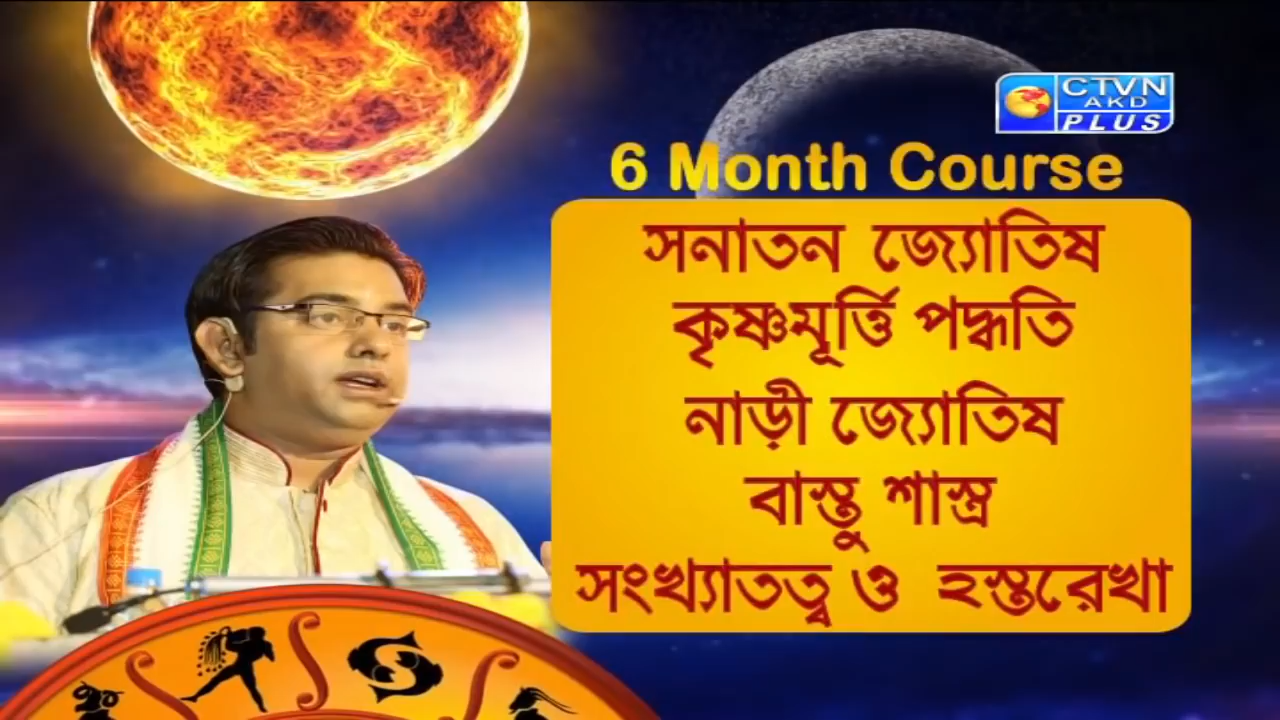 CTVN
AKD
PLUS
6 Month Course
সনাতন জ্যোতিষ
কৃষ্ণমূর্ত্তি পদ্ধতি
নাড়ী জ্যোতিষ
বাস্তু শাস্ত্র
সংখ্যাতত্ব ও হস্তরেখা